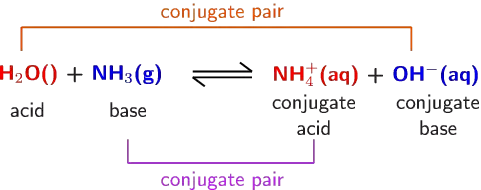 conjugate pair
H₂O() + NH₃(g) ⇌ NH₄⁺(aq) + OH⁻(aq)
acid base conjugate acid conjugate base
conjugate pair